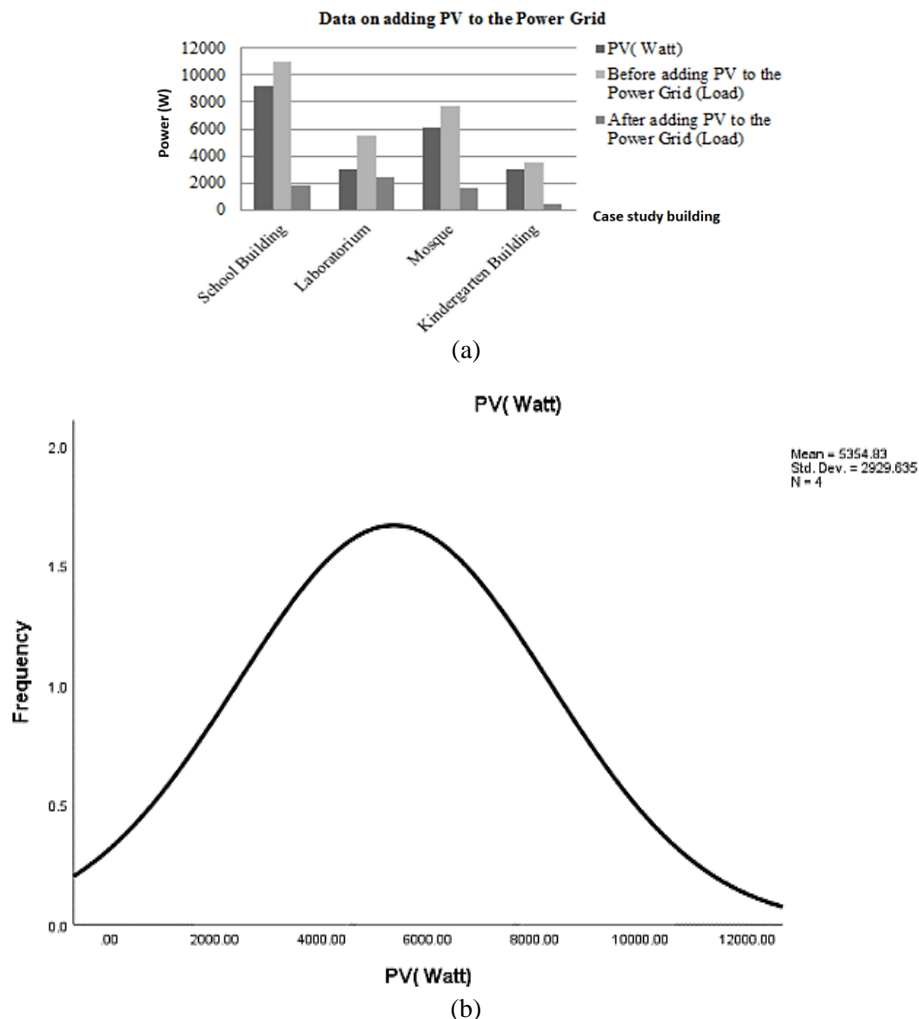 Data on adding PV to the Power Grid
12000
10000
8000
6000
4000
2000
0
Power (W)
PV( Watt)
Before adding PV to the
Power Grid (Load)
After adding PV to the
Power Grid (Load)
Case study building
School Building
Laboratorium
Mosque
Kindergarten Building
(a)
PV( Watt)
Mean = 5354.83
Std. Dev. = 2929.635
N = 4
2.0
1.5
1.0
0.5
0.0
Frequency
.00 2000.00 4000.00 6000.00 8000.00 10000.00 12000.00
PV( Watt)
(b)